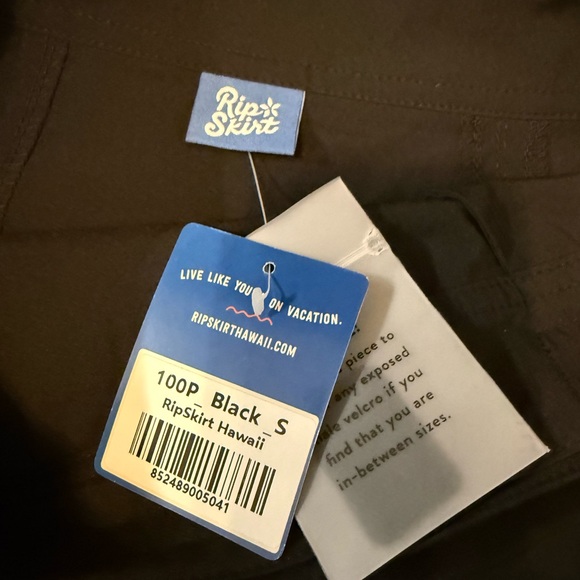 Rip
Skirt
LIVE LIKE YOU ON VACATION.
RIPSKIRTHAWAII.COM
100P_Black_S
RipSkirt Hawaii
852489005041
piece to
any exposed
velcro if you
find that you are
in-between sizes.